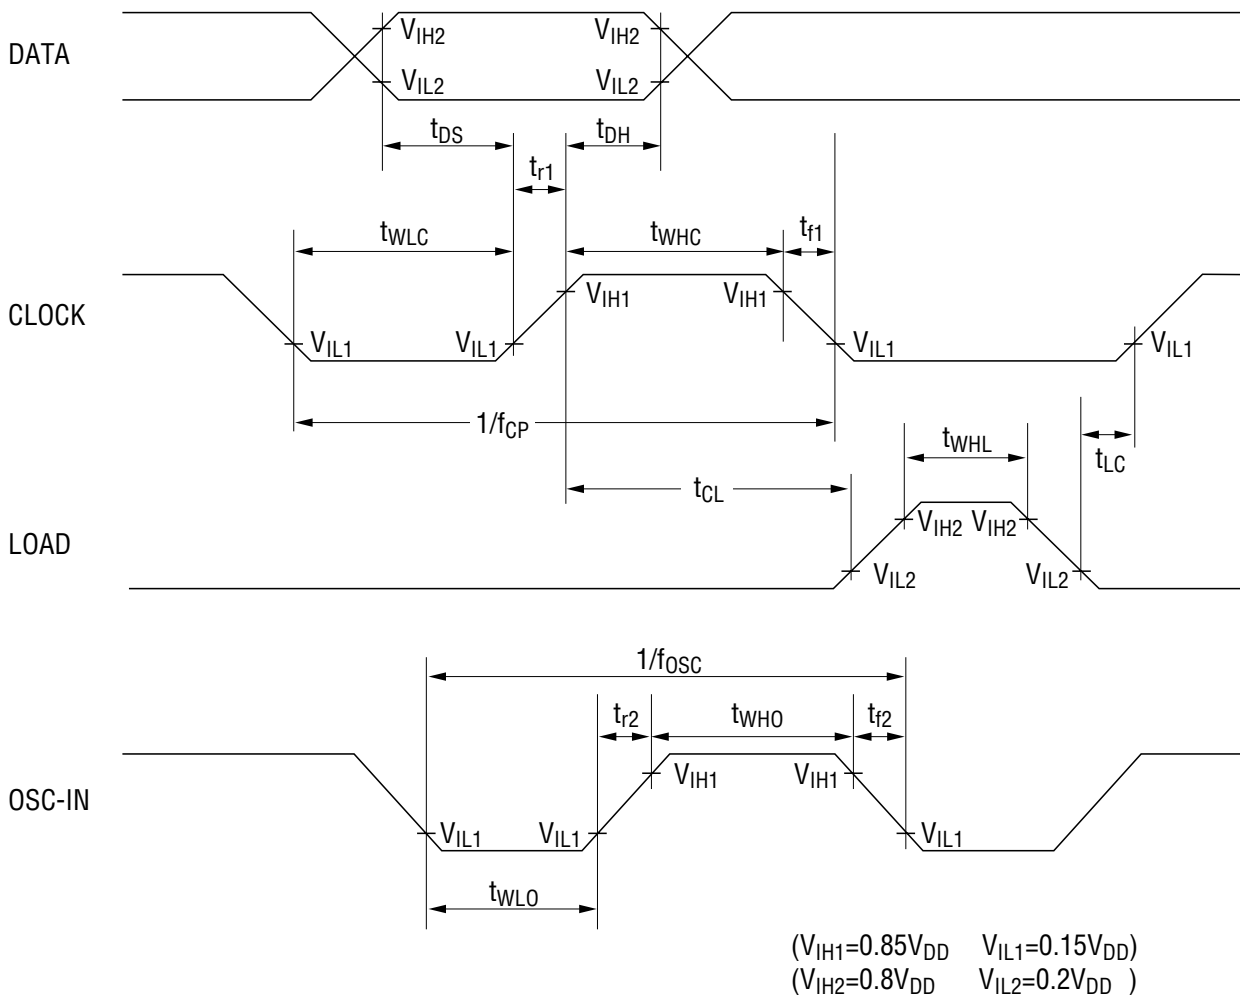 DATA
VIH2
VIH2
VIL2
VIL2
tDS
tDH
tr1
tWLC
tWHC
tf1
CLOCK
VIH1
VIH1
VIL1
VIL1
VIL1
VIL1
1/fCP
tWHL
tLC
tCL
LOAD
VIH2
VIH2
VIL2
VIL2
1/fOSC
tr2
tWHO
tf2
OSC-IN
VIH1
VIH1
VIL1
VIL1
VIL1
tWLO
(VIH1=0.85VDD VIL1=0.15VDD)
(VIH2=0.8VDD VIL2=0.2VDD )